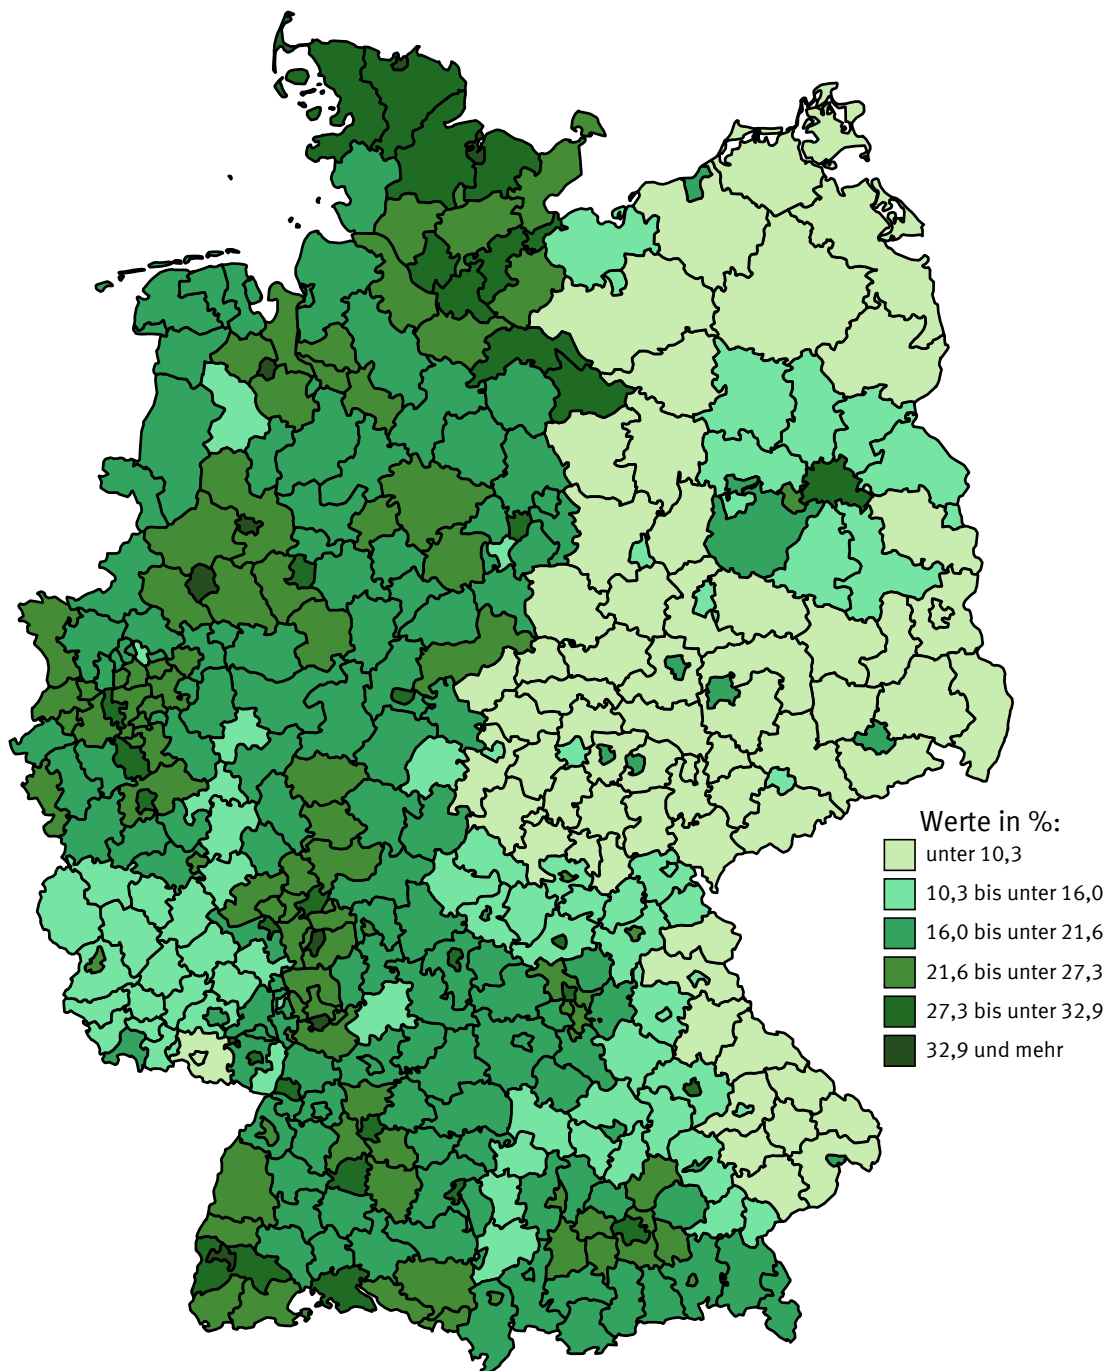 Werte in %:
unter 10,3
10,3 bis unter 16,0
16,0 bis unter 21,6
21,6 bis unter 27,3
27,3 bis unter 32,9
32,9 und mehr